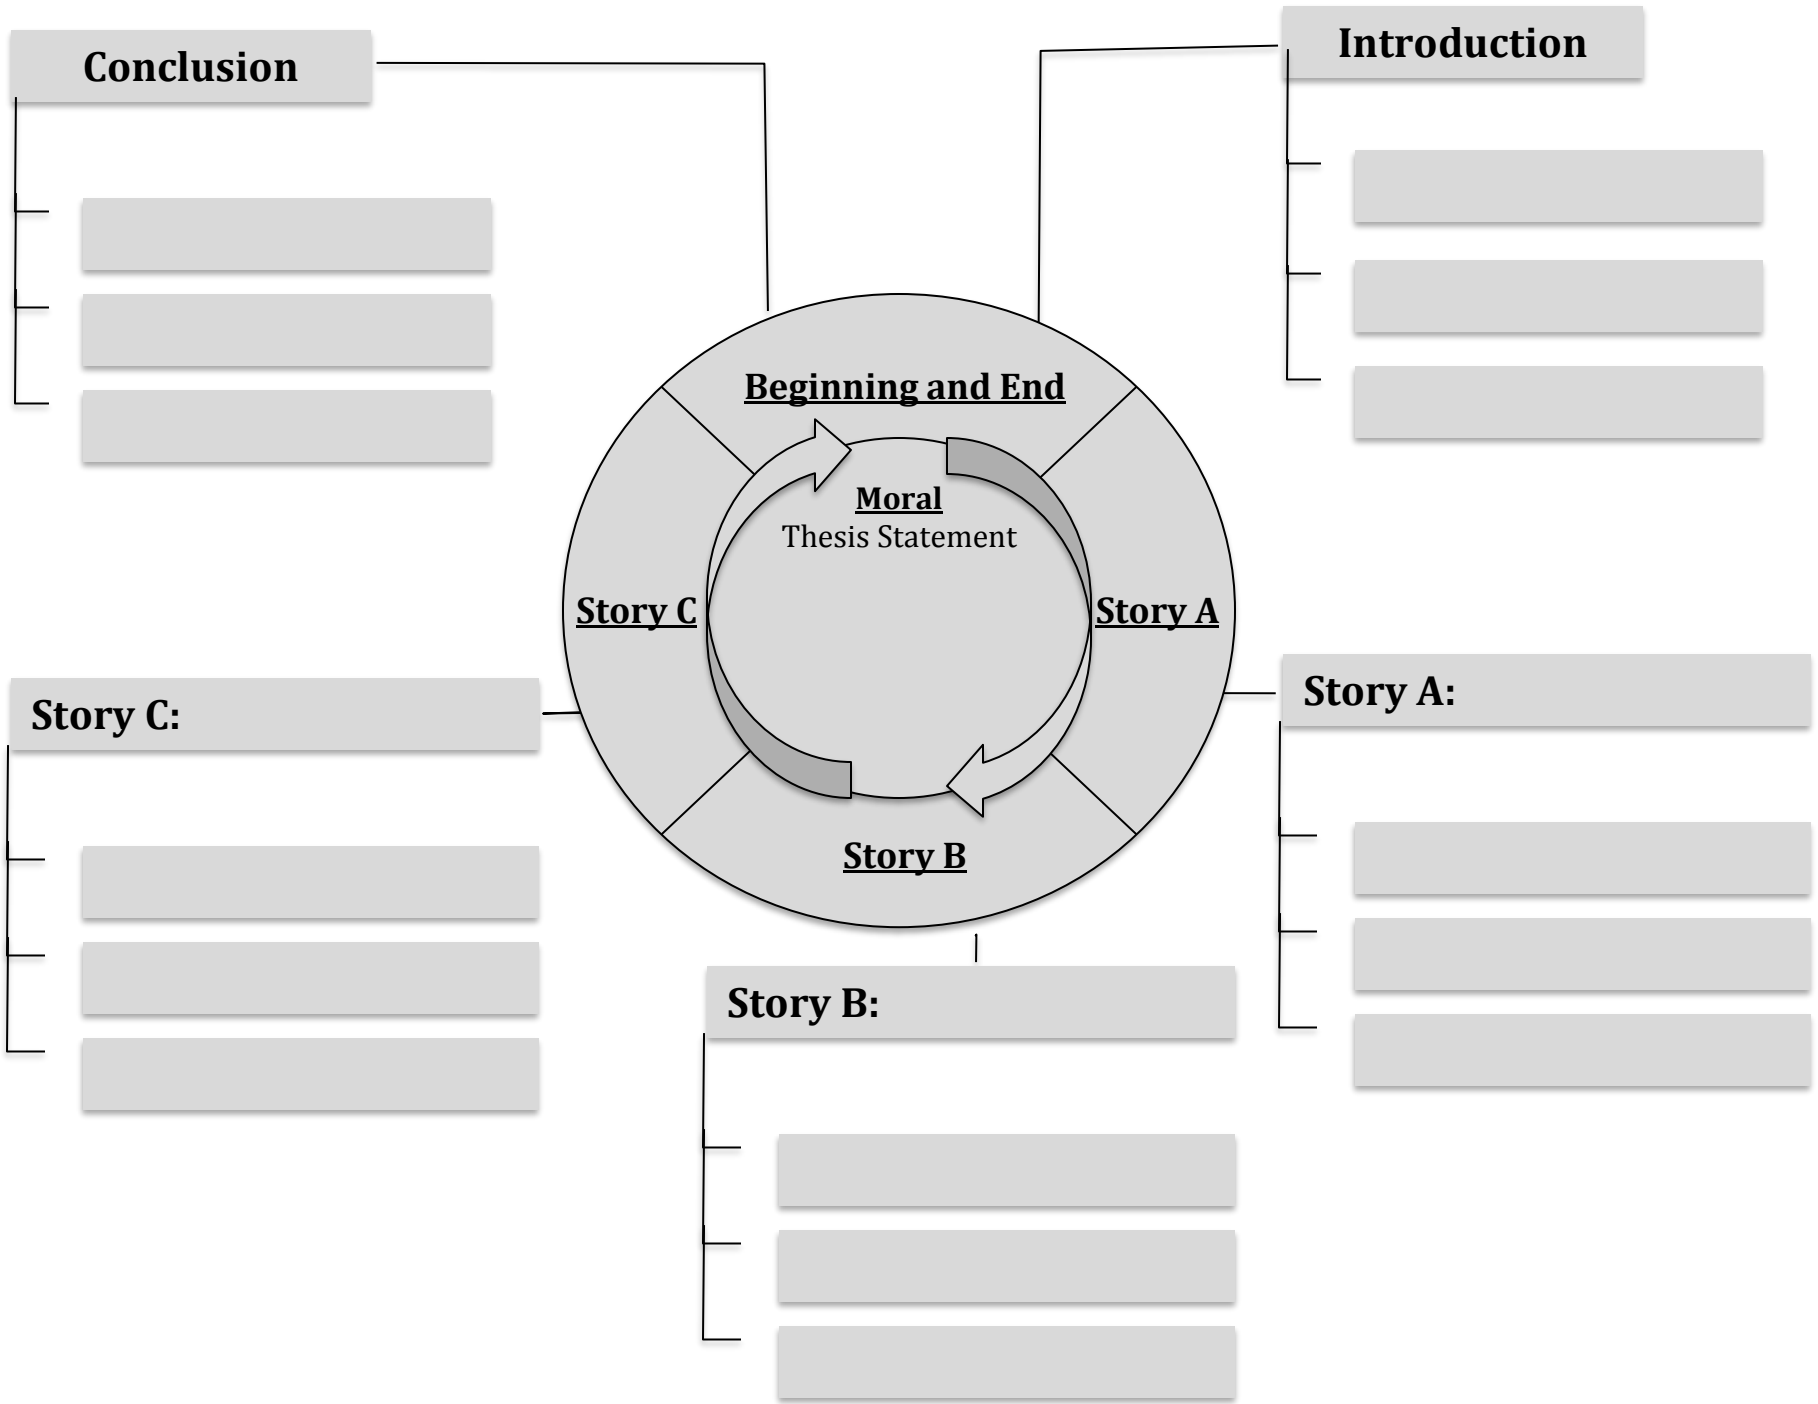 Conclusion
Introduction
Beginning and End
Moral
Thesis Statement
Story C
Story A
Story C:
Story A:
Story B
Story B: